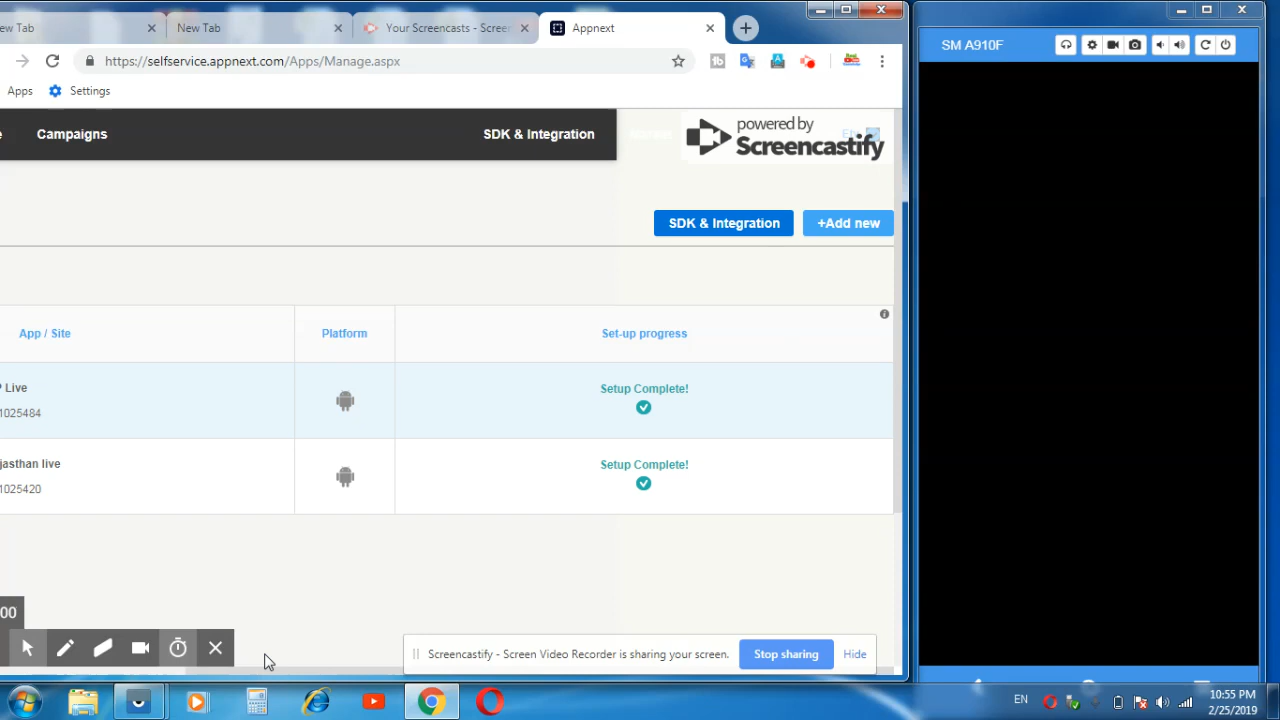 ew Tab
New Tab
Your Screencasts - Screen
Appnext
SM A910F
https://selfservice.appnext.com/Apps/Manage.aspx
Apps
Settings
Campaigns
SDK & Integration
powered by
Screencastify
SDK & Integration
+Add new
App / Site
Platform
Set-up progress
P Live
1025484
Setup Complete!
jasthan live
1025420
Setup Complete!
00
Screencastify - Screen Video Recorder is sharing your screen.
Stop sharing
Hide
EN
10:55 PM
2/25/2019